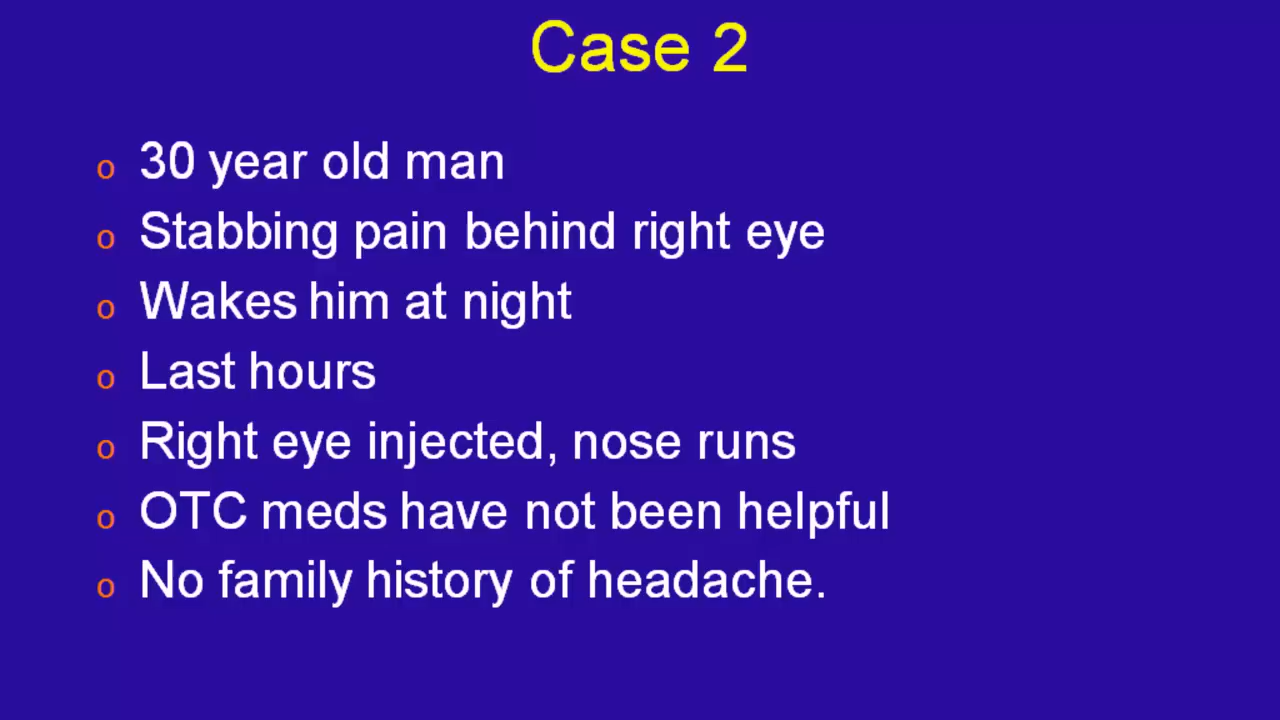 Case 2
o 30 year old man
o Stabbing pain behind right eye
o Wakes him at night
o Last hours
o Right eye injected, nose runs
o OTC meds have not been helpful
o No family history of headache.